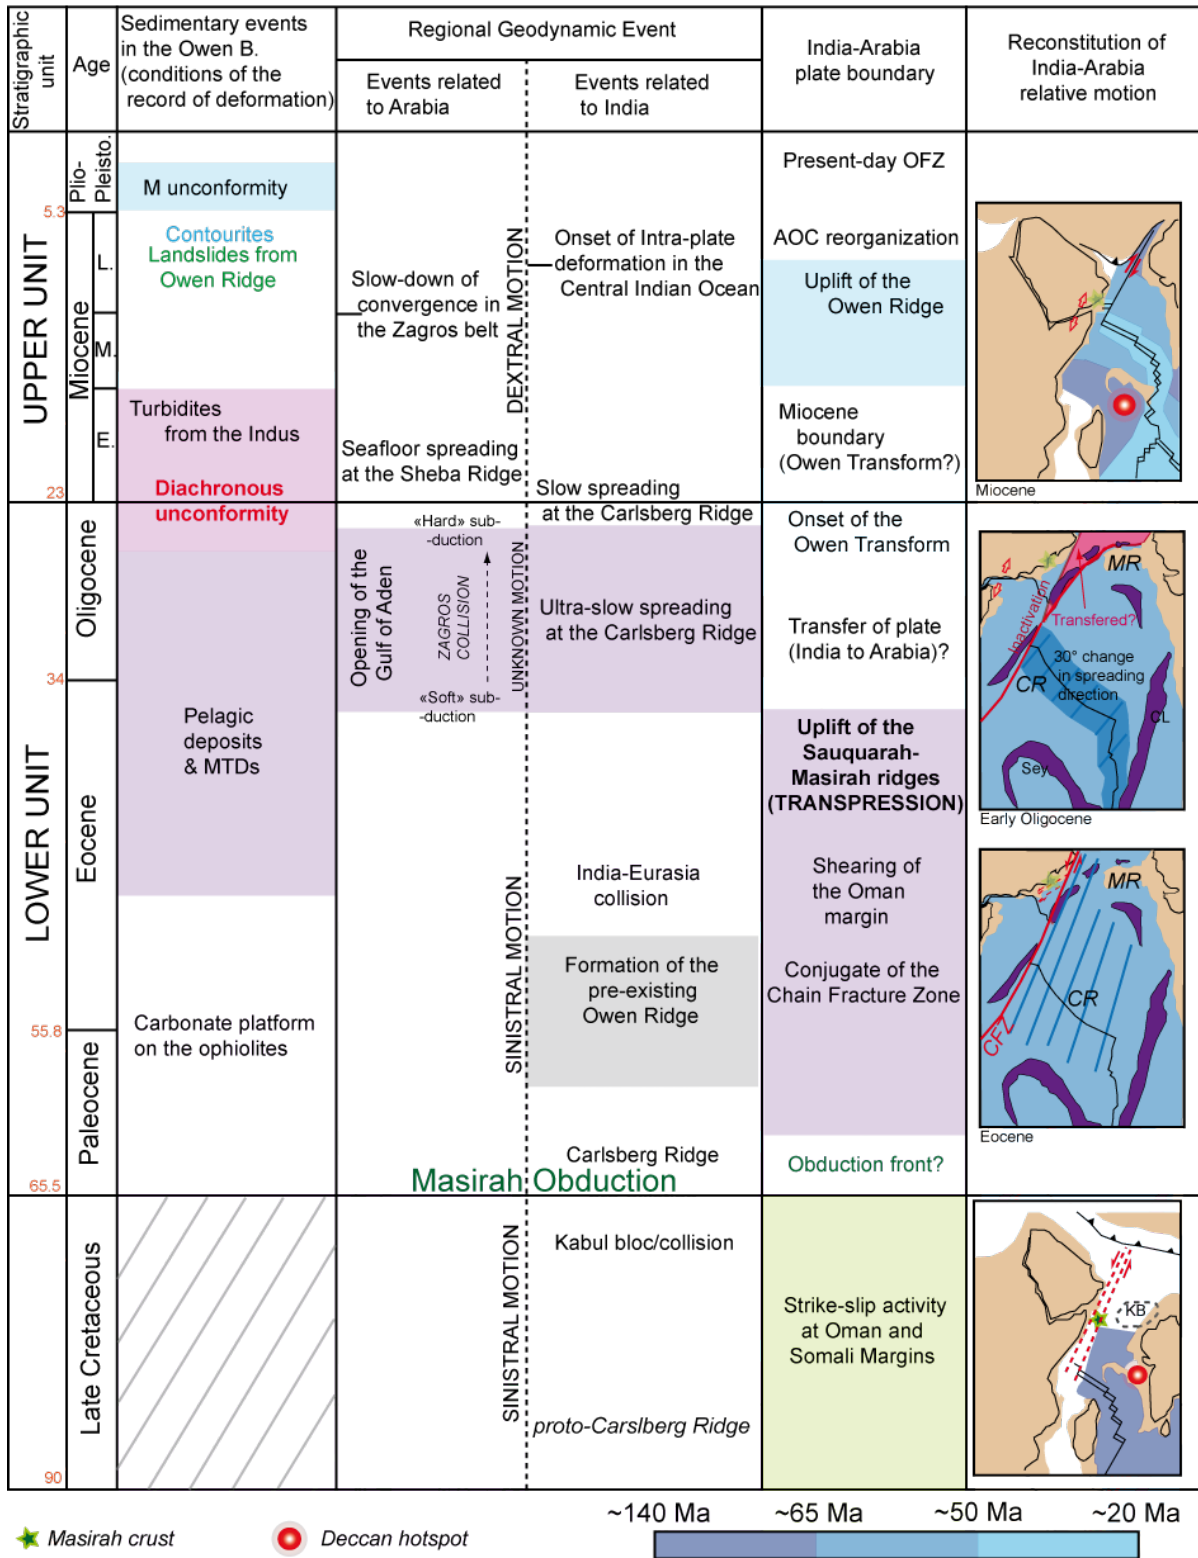 Stratigraphic
unit
Age
Sedimentary events
in the Owen B.
(conditions of the
record of deformation)
Regional Geodynamic Event
Events related
to Arabia
Events related
to India
India-Arabia
plate boundary
Reconstitution of
India-Arabia
relative motion
UPPER UNIT
LOWER UNIT
Plio-
Pleisto.
5.3
Miocene
L.
M.
E.
23
Oligocene
34
Eocene
55.8
Paleocene
65.5
Late Cretaceous
90
M unconformity
Contourites
Landslides from
Owen Ridge
Turbidites
from the Indus
Diachronous
unconformity
Pelagic
deposits
& MTDs
Carbonate platform
on the ophiolites
Slow-down of
convergence in
the Zagros belt
Seafloor spreading
at the Sheba Ridge
«Hard» sub-
-duction
Opening of the
Gulf of Aden
ZAGROS
COLLISION
«Soft» sub-
-duction
DEXTRAL MOTION
UNKNOWN MOTION
SINISTRAL MOTION
SINISTRAL MOTION
Onset of Intra-plate
deformation in the
Central Indian Ocean
Slow spreading
at the Carlsberg Ridge
Ultra-slow spreading
at the Carlsberg Ridge
India-Eurasia
collision
Formation of the
pre-existing
Owen Ridge
Carlsberg Ridge
Masirah Obduction
Kabul bloc/collision
proto-Carslberg Ridge
Present-day OFZ
AOC reorganization
Uplift of the
Owen Ridge
Miocene
boundary
(Owen Transform?)
Onset of the
Owen Transform
Transfer of plate
(India to Arabia)?
Uplift of the
Sauquarah-
Masirah ridges
(TRANSPRESSION)
Shearing of
the Oman
margin
Conjugate of the
Chain Fracture Zone
Obduction front?
Strike-slip activity
at Oman and
Somali Margins
Miocene
MR
Inactivation
Transfered?
30° change
in spreading
direction
CR
CL
Sey
Early Oligocene
MR
CR
CFZ
Eocene
KB
Masirah crust
Deccan hotspot
~140 Ma
~65 Ma
~50 Ma
~20 Ma